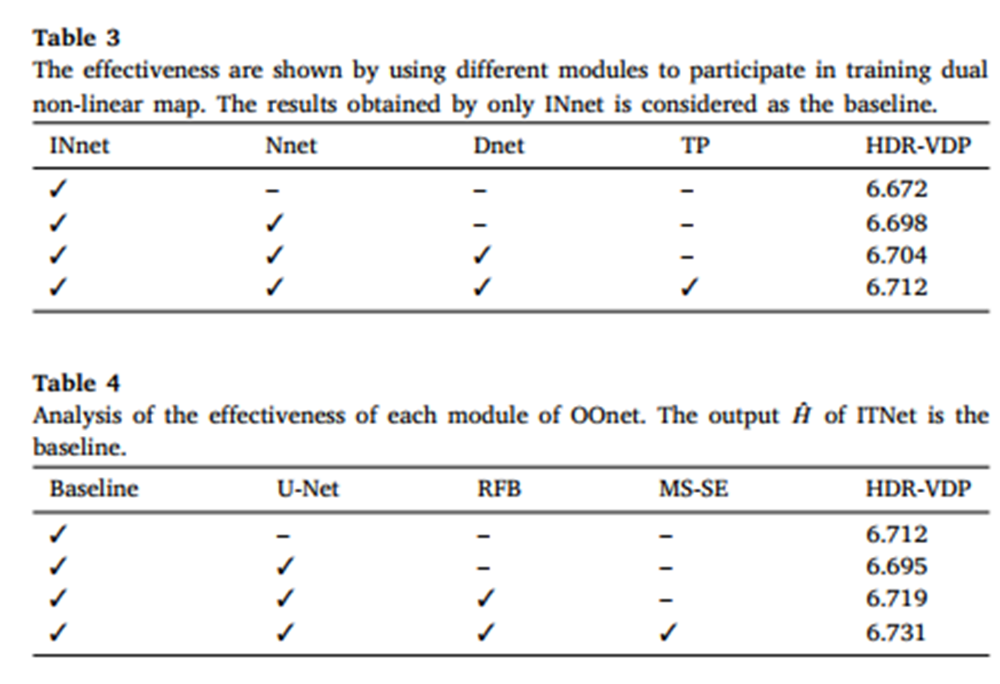 Table 3
The effectiveness are shown by using different modules to participate in training dual
non-linear map. The results obtained by only INnet is considered as the baseline.
INnet Nnet Dnet TP HDR-VDP
✓ – – – 6.672
✓ ✓ – – 6.698
✓ ✓ ✓ – 6.704
✓ ✓ ✓ ✓ 6.712
Table 4
Analysis of the effectiveness of each module of OOnet. The output Ĥ of ITNet is the
baseline.
Baseline U-Net RFB MS-SE HDR-VDP
✓ – – – 6.712
✓ ✓ – – 6.695
✓ ✓ ✓ – 6.719
✓ ✓ ✓ ✓ 6.731